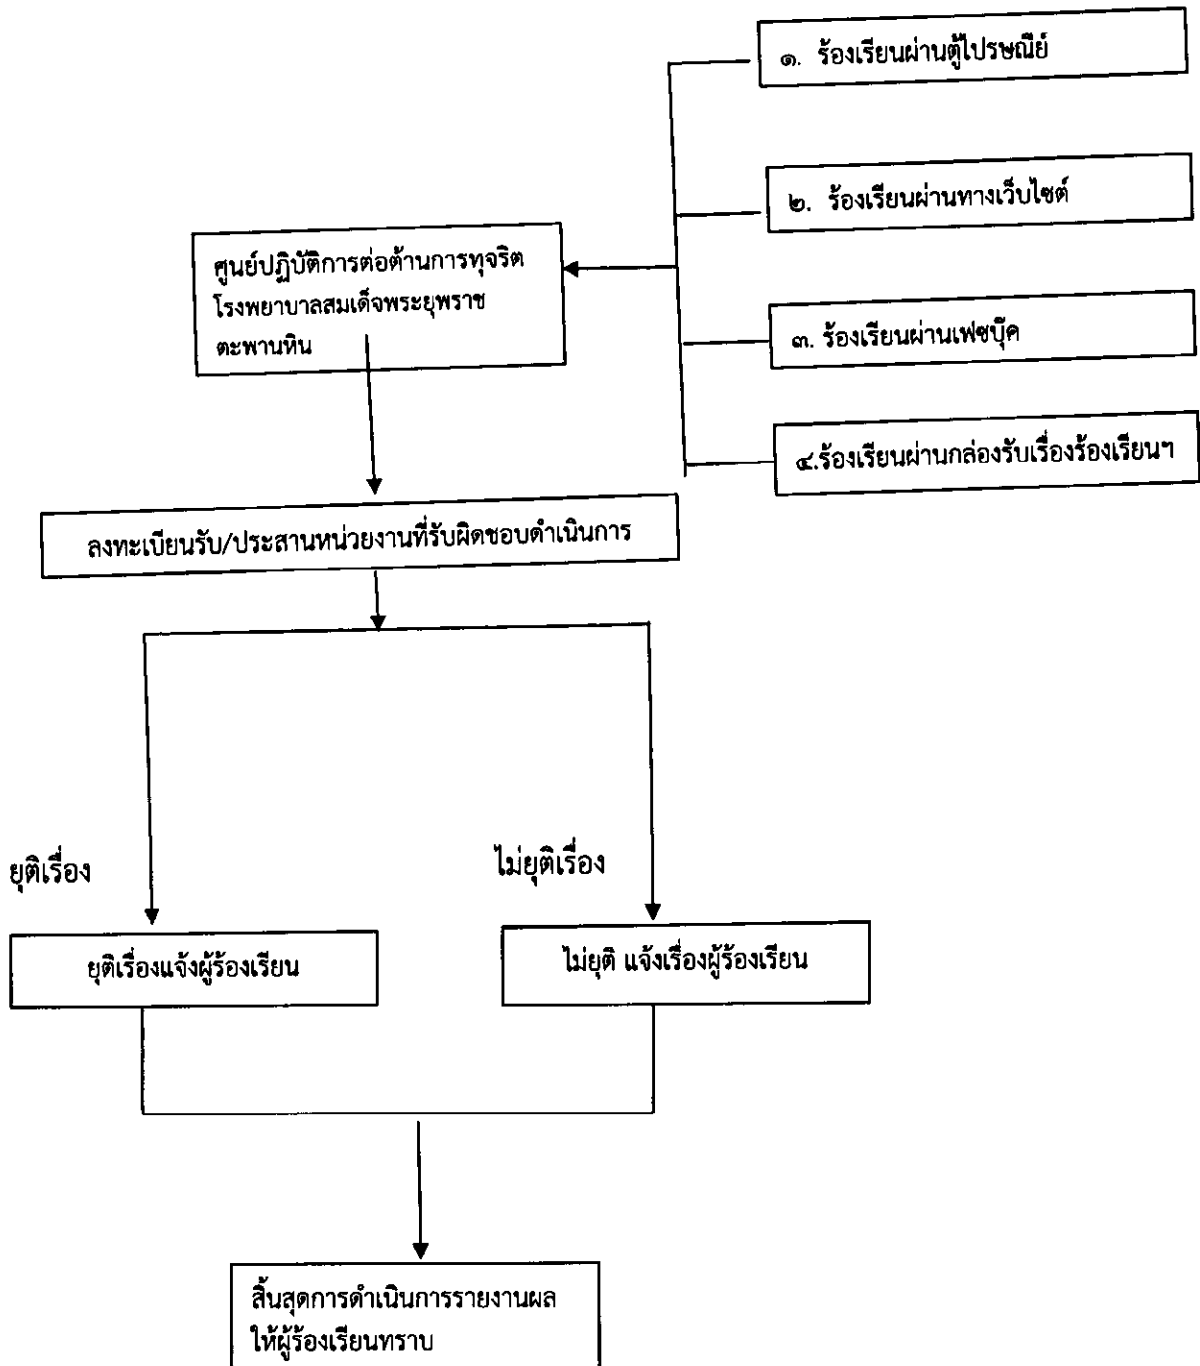 ๑. ร้องเรียนผ่านตู้ไปรษณีย์
๒. ร้องเรียนผ่านทางเว็บไซต์
ศูนย์ปฏิบัติการต่อต้านการทุจริต
โรงพยาบาลสมเด็จพระยุพราช
ตะพานหิน
๓. ร้องเรียนผ่านเฟซบุ๊ค
๔.ร้องเรียนผ่านกล่องรับเรื่องร้องเรียนฯ
ลงทะเบียนรับ/ประสานหน่วยงานที่รับผิดชอบดำเนินการ
ยุติเรื่อง
ไม่ยุติเรื่อง
ยุติเรื่องแจ้งผู้ร้องเรียน
ไม่ยุติ แจ้งเรื่องผู้ร้องเรียน
สิ้นสุดการดำเนินการรายงานผล
ให้ผู้ร้องเรียนทราบ